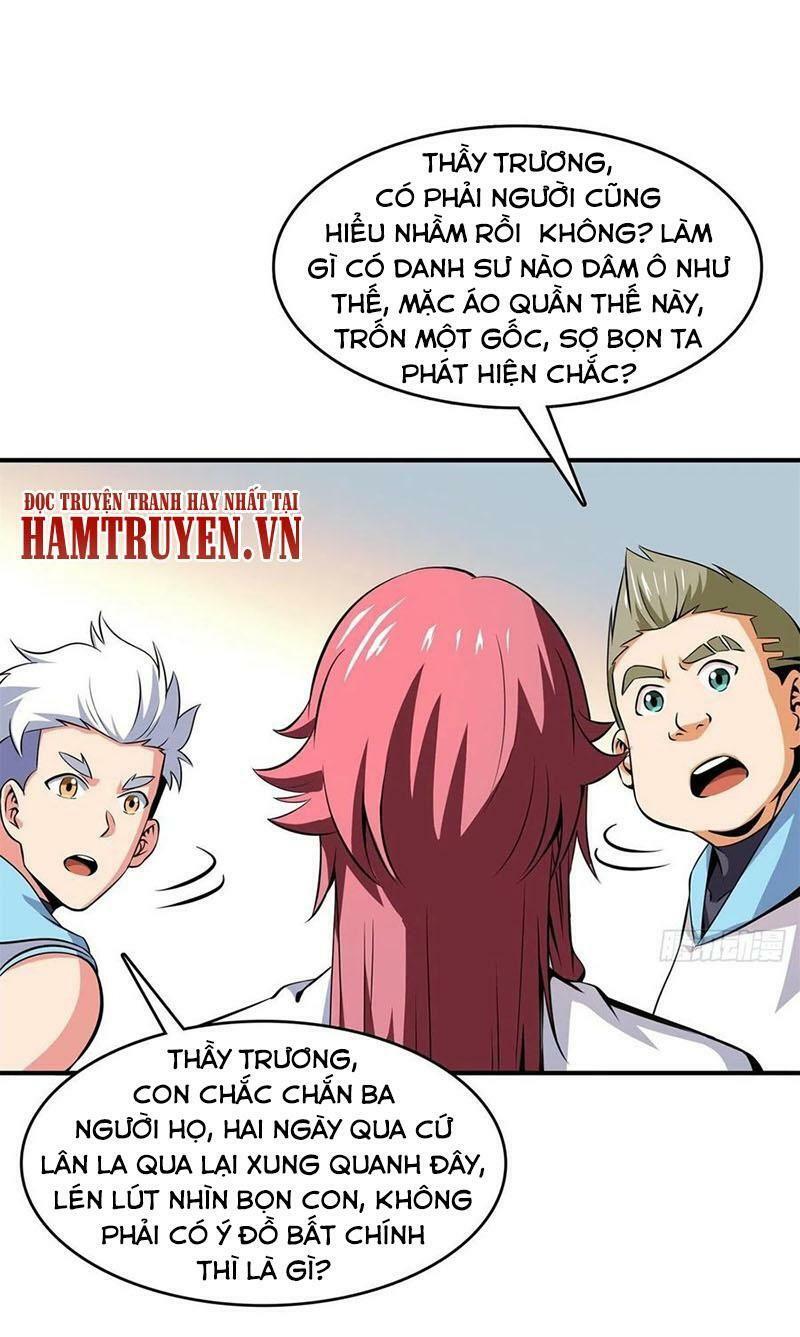 THẦY TRƯƠNG,
CÓ PHẢI NGƯỜI CŨNG
HIỂU NHẦM RỒI KHÔNG? LÀM
GÌ CÓ DANH SƯ NÀO DÂM Ô NHƯ
THẾ, MẶC ÁO QUẦN THẾ NÀY,
TRỐN MỘT GỐC, SỢ BỌN TA
PHÁT HIỆN CHẮC?
ĐỌC TRUYỆN TRANH HAY NHẤT TẠI
HAMTRUYEN.VN
THẦY TRƯƠNG,
CON CHẮC CHẮN BA
NGƯỜI HỌ, HAI NGÀY QUA CỨ
LÂN LA QUA LẠI XUNG QUANH ĐÂY,
LÉN LÚT NHÌN BỌN CON, KHÔNG
PHẢI CÓ Ý ĐỒ BẤT CHÍNH
THÌ LÀ GÌ?